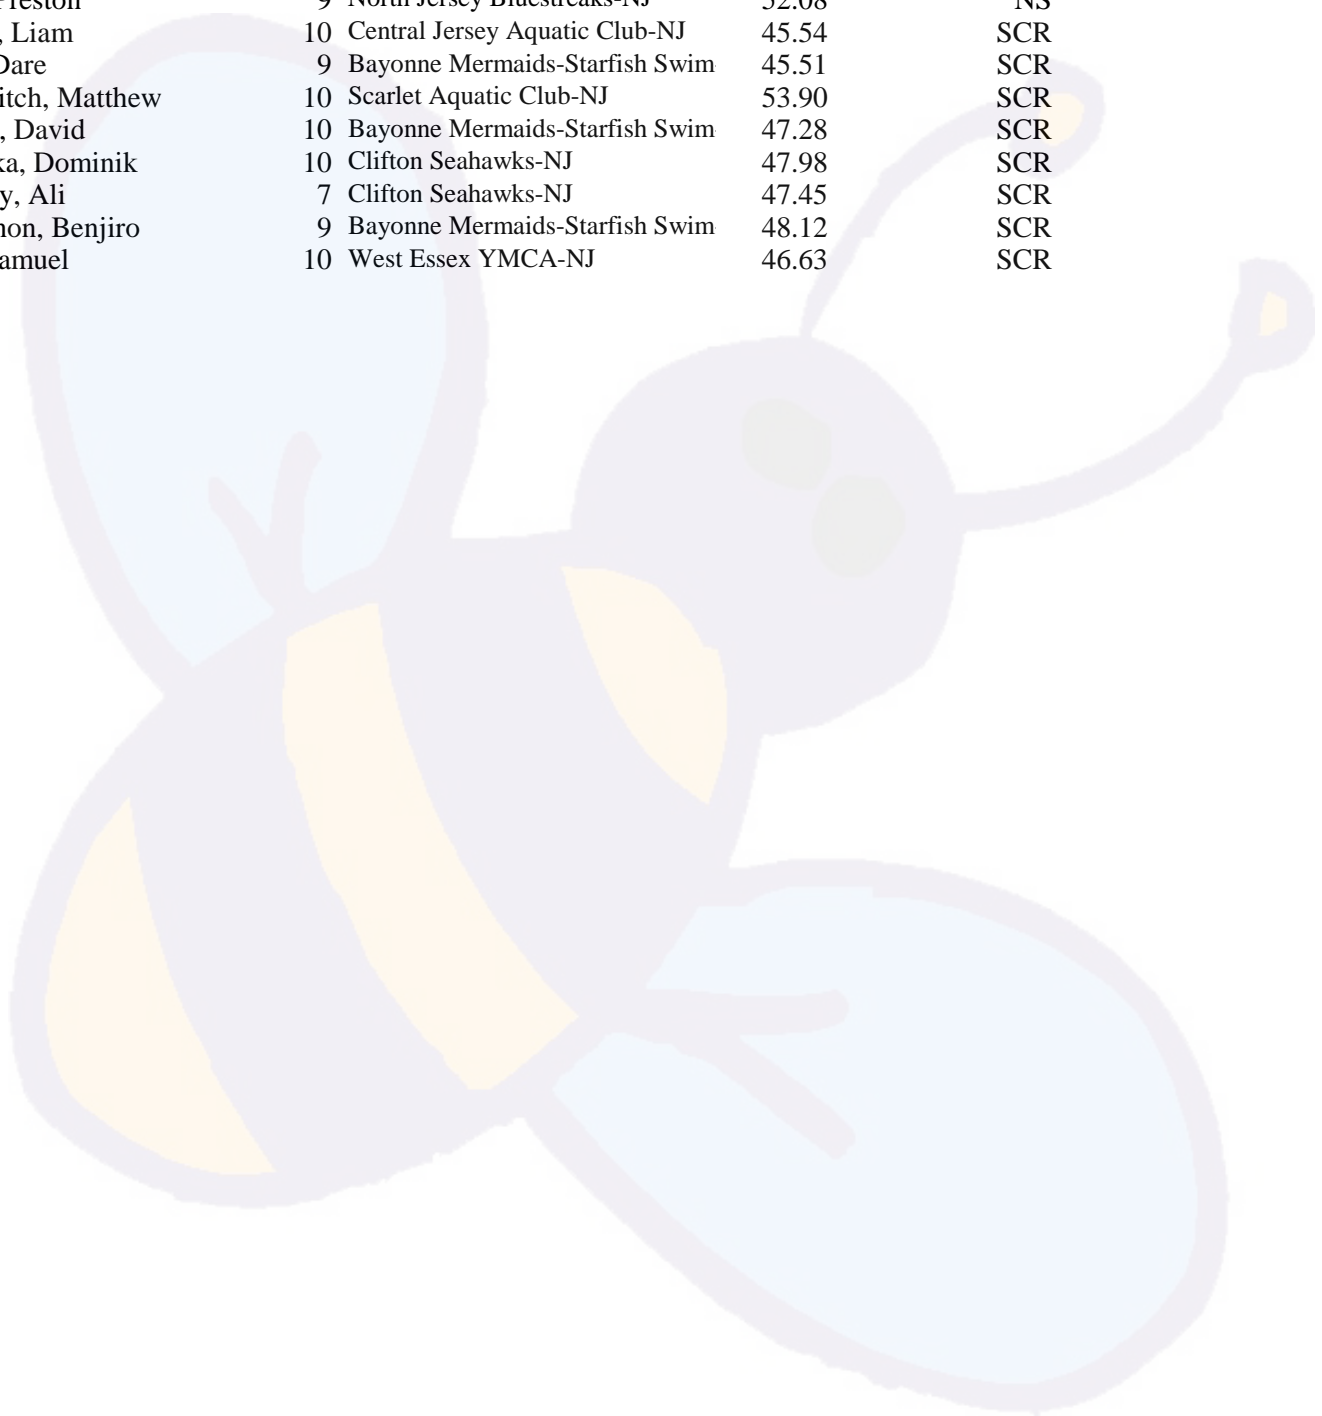 Preston 9 North Jersey Bluestreaks-NJ 52.08 NS
, Liam 10 Central Jersey Aquatic Club-NJ 45.54 SCR
Dare 9 Bayonne Mermaids-Starfish Swim- 45.51 SCR
itch, Matthew 10 Scarlet Aquatic Club-NJ 53.90 SCR
, David 10 Bayonne Mermaids-Starfish Swim- 47.28 SCR
ka, Dominik 10 Clifton Seahawks-NJ 47.98 SCR
y, Ali 7 Clifton Seahawks-NJ 47.45 SCR
non, Benjiro 9 Bayonne Mermaids-Starfish Swim- 48.12 SCR
amuel 10 West Essex YMCA-NJ 46.63 SCR